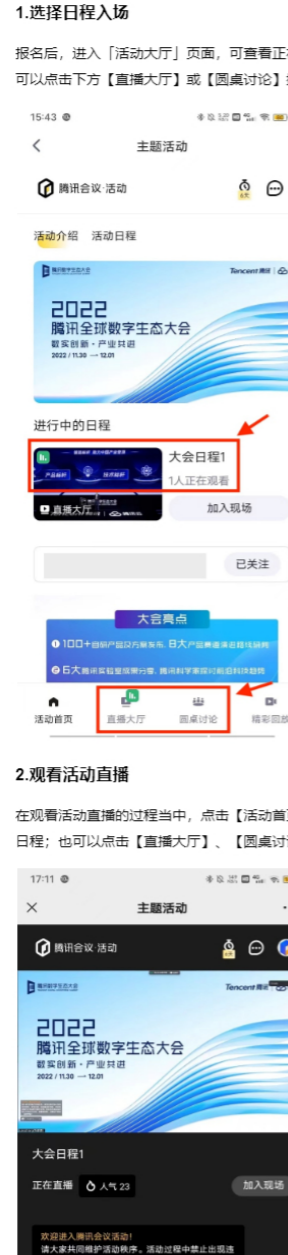 1.选择日程入场
报名后，进入「活动大厅」页面，可查看正
可以点击下方【直播大厅】或【圆桌讨论】
15:43
主题活动
腾讯会议·活动
活动介绍 活动日程
Tencent 腾讯
2022
腾讯全球数字生态大会
数实创新·产业共进
2022 / 11.30 — 12.01
进行中的日程
大会日程1
产品解析 技术解析
1人正在观看
直播大厅
加入现场
已关注
大会亮点
活动首页 直播大厅 圆桌讨论 精彩回放
2.观看活动直播
在观看活动直播的过程当中，点击【活动首
日程；也可以点击【直播大厅】、【圆桌讨
17:11
主题活动
腾讯会议·活动
Tencent 腾讯
2022
腾讯全球数字生态大会
数实创新·产业共进
2022 / 11.30 — 12.01
大会日程1
正在直播 人气 23
加入现场
欢迎进入腾讯会议活动！
请大家共同维护活动秩序。活动过程中禁止出现违